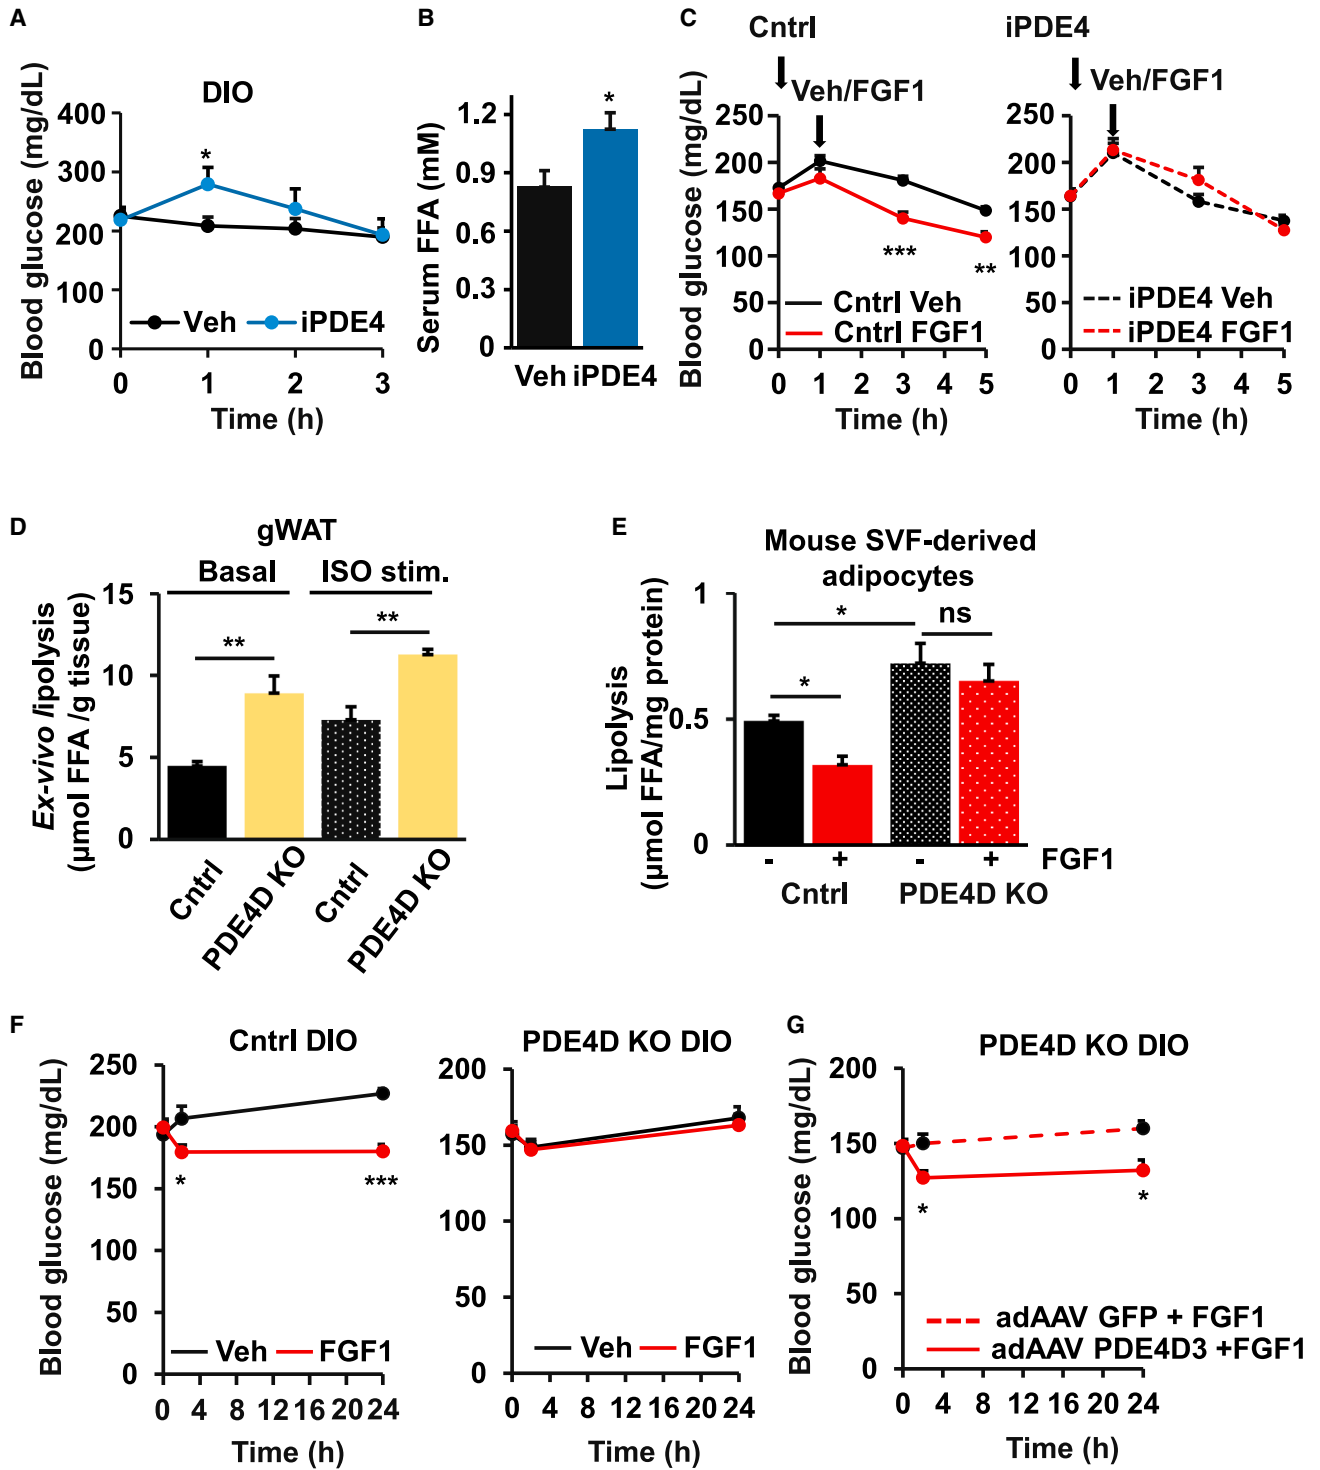 A
DIO
Blood glucose (mg/dL)
400
300
200
100
0
*
Veh
iPDE4
0 1 2 3
Time (h)
B
Serum FFA (mM)
1.2
0.9
0.6
0.3
0
*
Veh iPDE4
C
Cntrl
Veh/FGF1
Blood glucose (mg/dL)
250
200
150
100
50
0
***
**
Cntrl Veh
Cntrl FGF1
0 1 2 3 4 5
Time (h)
iPDE4
Veh/FGF1
250
200
150
100
50
0
iPDE4 Veh
iPDE4 FGF1
0 1 2 3 4 5
Time (h)
D
gWAT
Basal ISO stim.
Ex-vivo lipolysis
(µmol FFA /g tissue)
15
10
5
0
**
**
Cntrl
PDE4D KO
Cntrl
PDE4D KO
E
Mouse SVF-derived
adipocytes
Lipolysis
(µmol FFA/mg protein)
1
0.5
0
*
*
ns
- + - + FGF1
Cntrl PDE4D KO
F
Cntrl DIO
Blood glucose (mg/dL)
250
200
150
100
50
0
*
***
Veh FGF1
0 4 8 12 16 20 24
Time (h)
PDE4D KO DIO
200
150
100
50
0
Veh FGF1
0 4 8 12 16 20 24
Time (h)
G
PDE4D KO DIO
Blood glucose (mg/dL)
200
150
100
50
0
*
*
adAAV GFP + FGF1
adAAV PDE4D3 +FGF1
0 4 8 12 16 20 24
Time (h)